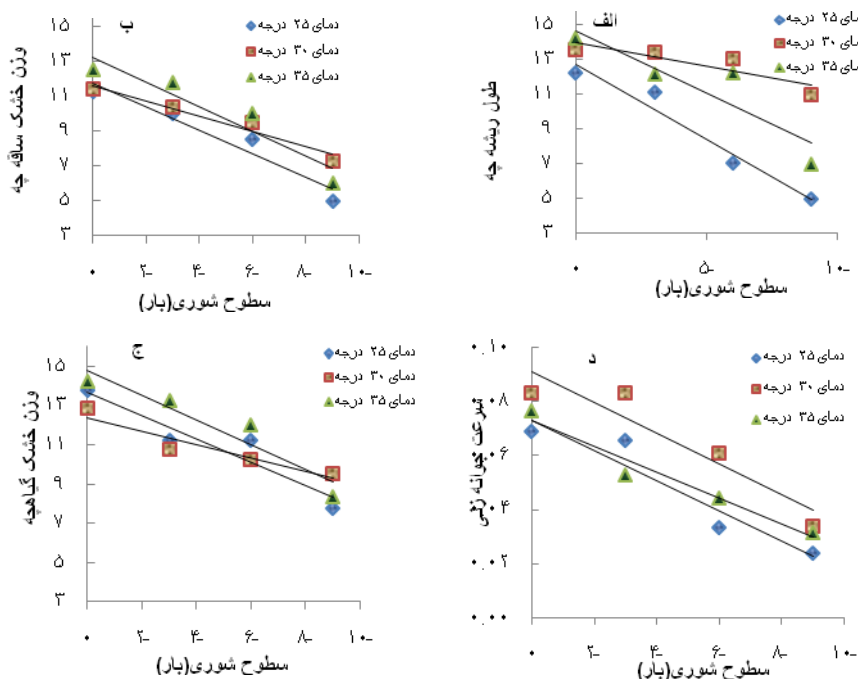 الف
دمای ۲۵
دمای ۳۰ درجه
دمای ۳۵ درجه
طول ریشه چه
۱۵
۱۳
۱۱
۹
۷
۵
۳
۰
۵-
۱۰-
سطوح شوری(بار)
ب
دمای ۲۵ درجه
دمای ۳۰ درجه
دمای ۳۵ درجه
وزن خشک ساقه چه
۱۵
۱۳
۱۱
۹
۷
۵
۳
۰
۲-
۴-
۶-
۸-
۱۰-
سطوح شوری(بار)
ج
دمای ۲۵ درجه
دمای ۳۰ درجه
دمای ۳۵ درجه
وزن خشک گیاهچه
۱۵
۱۳
۱۱
۹
۷
۵
۳
۰
۲-
۴-
۶-
۸-
۱۰-
سطوح شوری(بار)
د
دمای ۲۵ درجه
دمای ۳۰ درجه
دمای ۳۵ درجه
سرعت جوانه زنی
۰.۱۰
۰.۰۸
۰.۰۶
۰.۰۴
۰.۰۲
۰.۰۰
۰
۲-
۴-
۶-
۸-
۱۰-
سطوح شوری(بار)